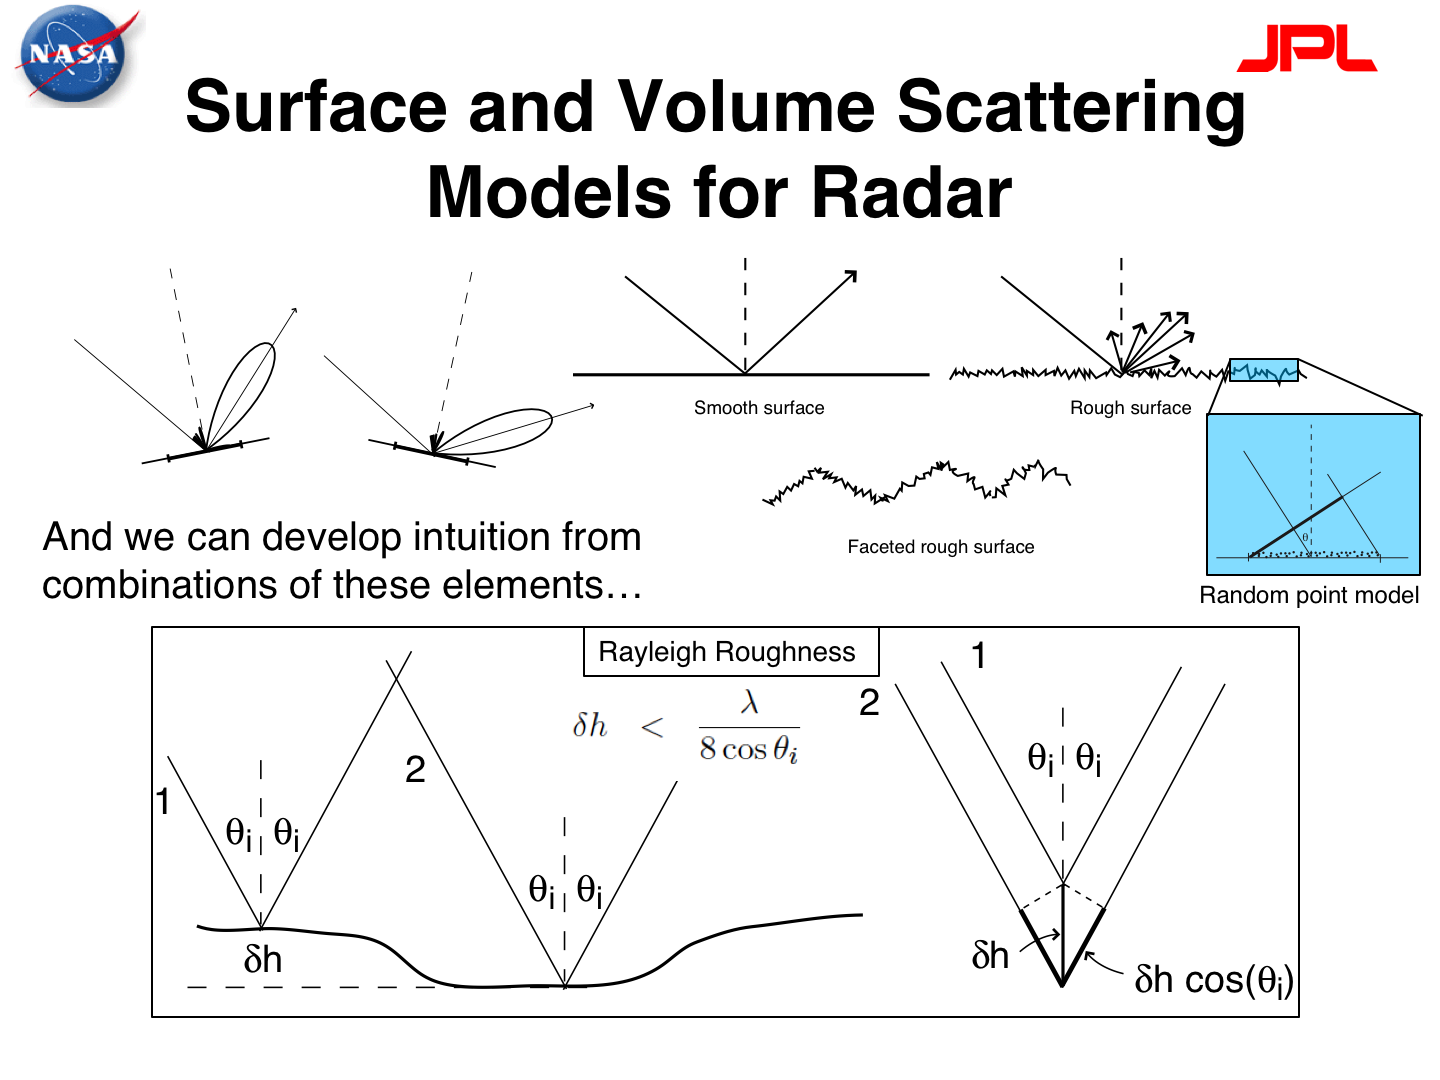 NASA
JPL
Surface and Volume Scattering
Models for Radar
Smooth surface
Rough surface
Faceted rough surface
θ
Random point model
And we can develop intuition from
combinations of these elements…
Rayleigh Roughness
δh < λ / 8 cos θi
1
2
θi θi
θi θi
δh
1
2
θi θi
δh
δh cos(θi)